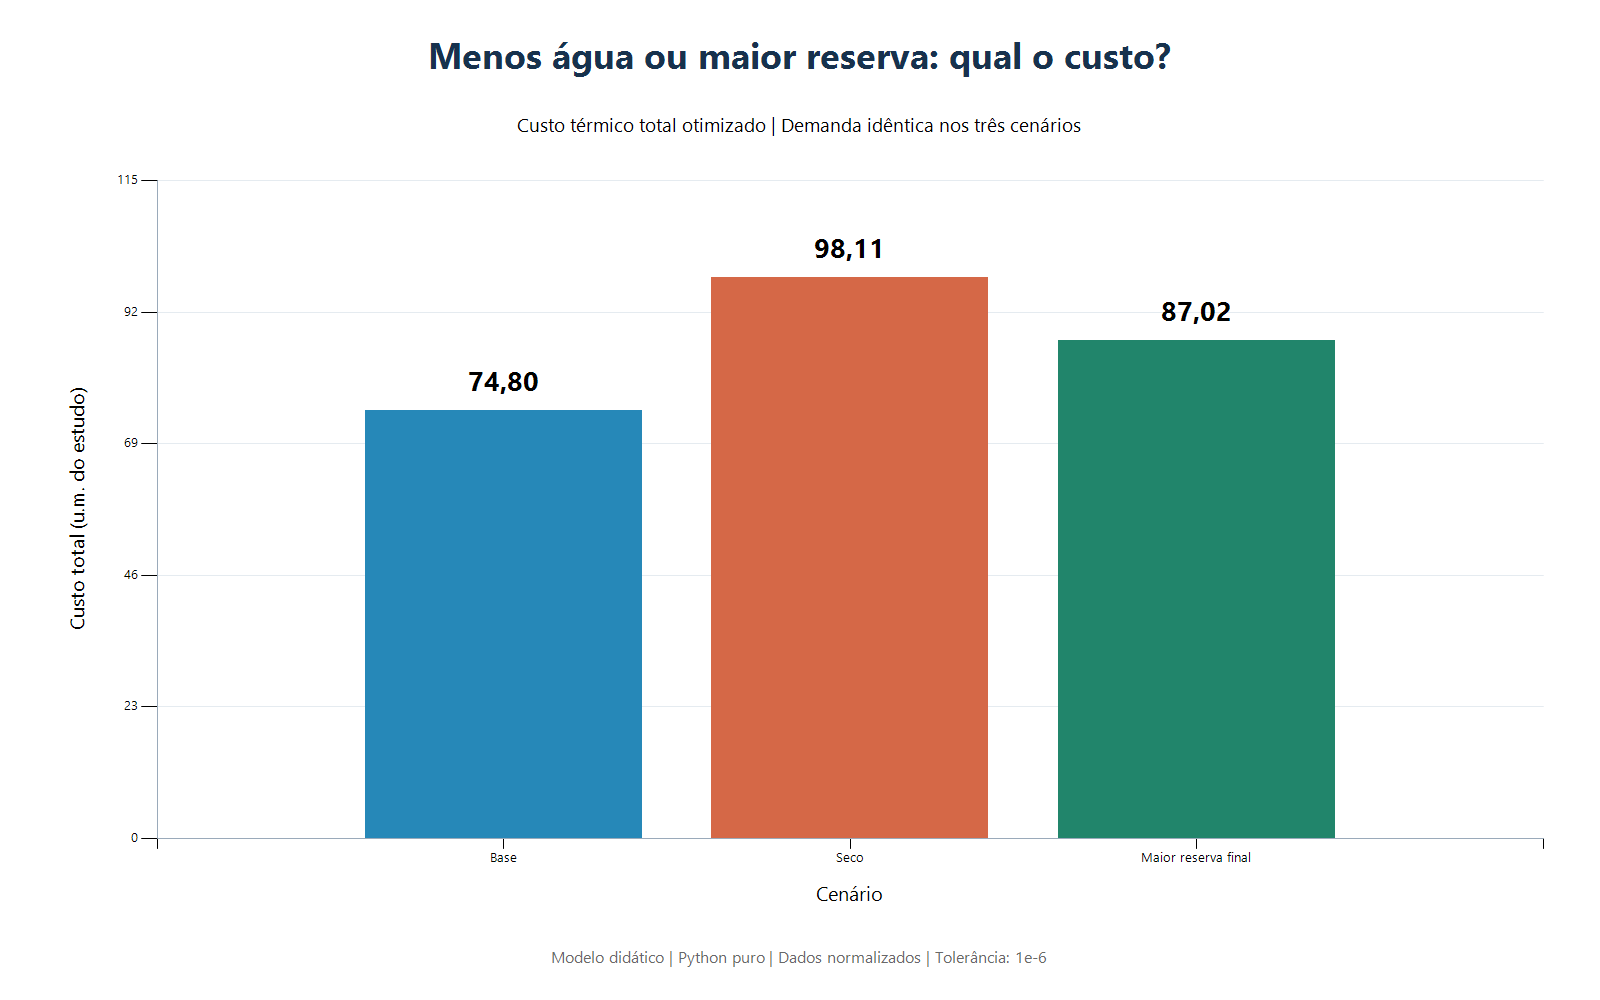 Menos água ou maior reserva: qual o custo?
Custo térmico total otimizado | Demanda idêntica nos três cenários
Custo total (u.m. do estudo)
115
92
69
46
23
0
74,80
98,11
87,02
Base
Seco
Maior reserva final
Cenário
Modelo didático | Python puro | Dados normalizados | Tolerância: 1e-6